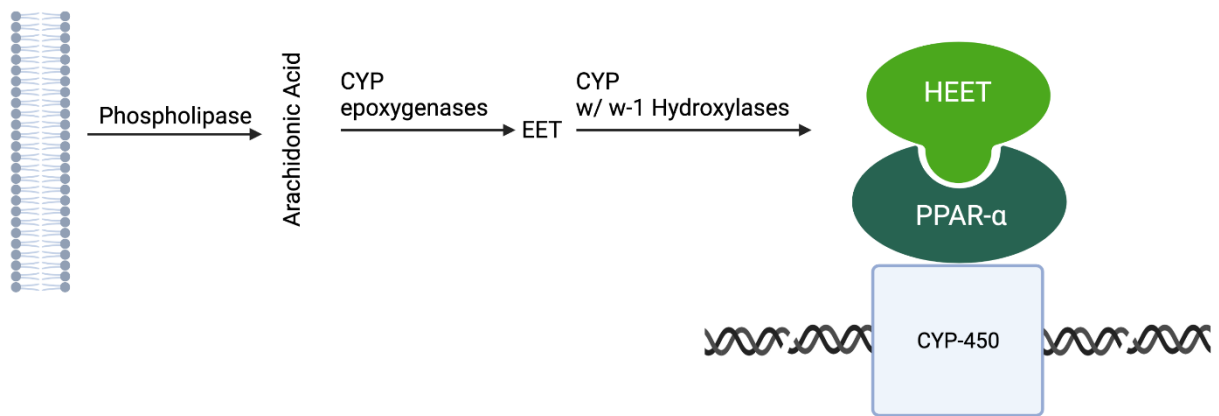 Phospholipase
Arachidonic Acid
CYP
epoxygenases
EET
CYP
w/ w-1 Hydroxylases
HEET
PPAR-α
CYP-450